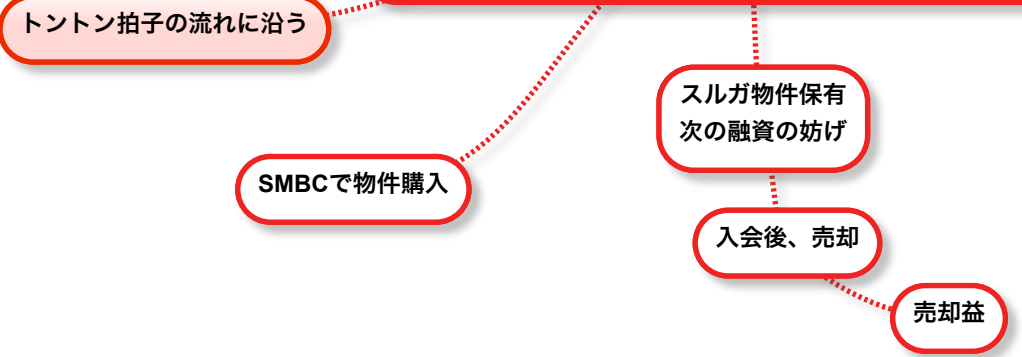 トントン拍子の流れに沿う
スルガ物件保有
次の融資の妨げ
SMBCで物件購入
入会後、売却
売却益